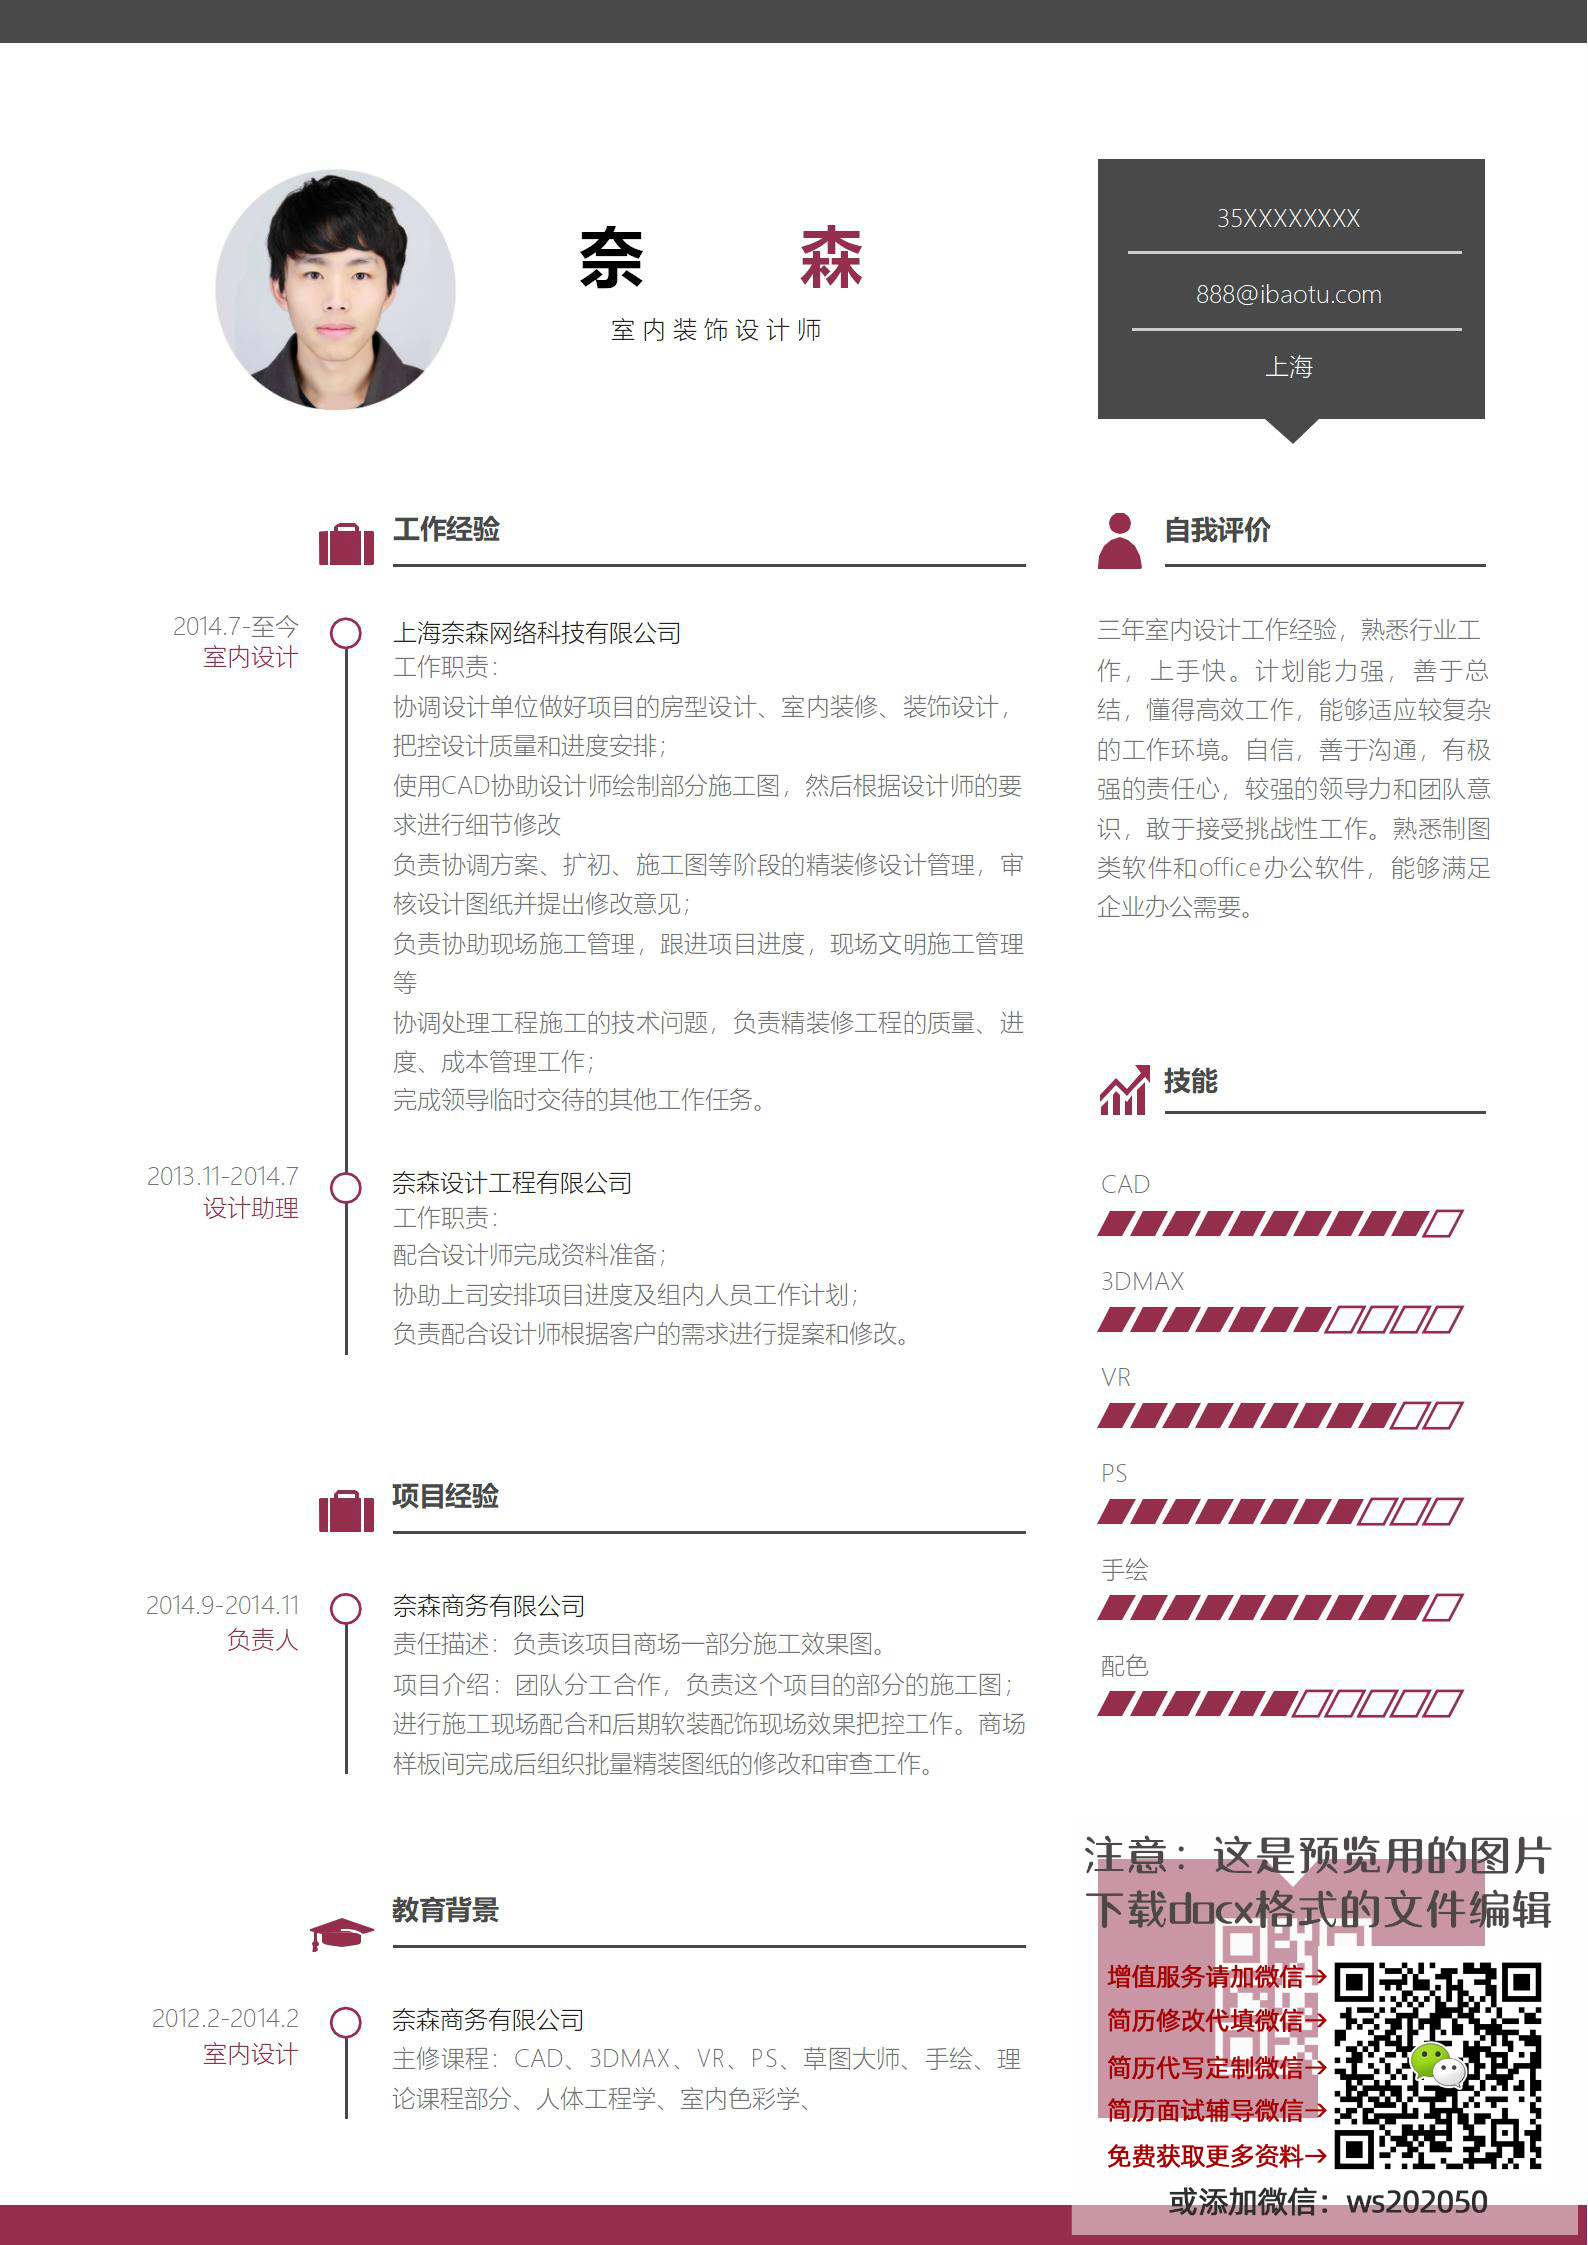 奈 森
室内装饰设计师
35XXXXXXXX
888@ibaotu.com
上海
工作经验
2014.7-至今
室内设计
上海奈森网络科技有限公司
工作职责：
协调设计单位做好项目的房型设计、室内装修、装饰设计，
把控设计质量和进度安排；
使用CAD协助设计师绘制部分施工图，然后根据设计师的要
求进行细节修改
负责协调方案、扩初、施工图等阶段的精装修设计管理，审
核设计图纸并提出修改意见；
负责协助现场施工管理，跟进项目进度，现场文明施工管理
等
协调处理工程施工的技术问题，负责精装修工程的质量、进
度、成本管理工作；
完成领导临时交待的其他工作任务。
2013.11-2014.7
设计助理
奈森设计工程有限公司
工作职责：
配合设计师完成资料准备；
协助上司安排项目进度及组内人员工作计划；
负责配合设计师根据客户的需求进行提案和修改。
项目经验
2014.9-2014.11
负责人
奈森商务有限公司
责任描述：负责该项目商场一部分施工效果图。
项目介绍：团队分工合作，负责这个项目的部分的施工图；
进行施工现场配合和后期软装配饰现场效果把控工作。商场
样板间完成后组织批量精装图纸的修改和审查工作。
教育背景
2012.2-2014.2
室内设计
奈森商务有限公司
主修课程：CAD、3DMAX、VR、PS、草图大师、手绘、理
论课程部分、人体工程学、室内色彩学、
自我评价
三年室内设计工作经验，熟悉行业工
作，上手快。计划能力强，善于总
结，懂得高效工作，能够适应较复杂
的工作环境。自信，善于沟通，有极
强的责任心，较强的领导力和团队意
识，敢于接受挑战性工作。熟悉制图
类软件和office办公软件，能够满足
企业办公需要。
技能
CAD
3DMAX
VR
PS
手绘
配色
注意：这是预览用的图片
下载docx格式的文件编辑
增值服务请加微信→
简历修改代填微信→
简历代写定制微信→
简历面试辅导微信→
免费获取更多资料→
或添加微信：ws202050